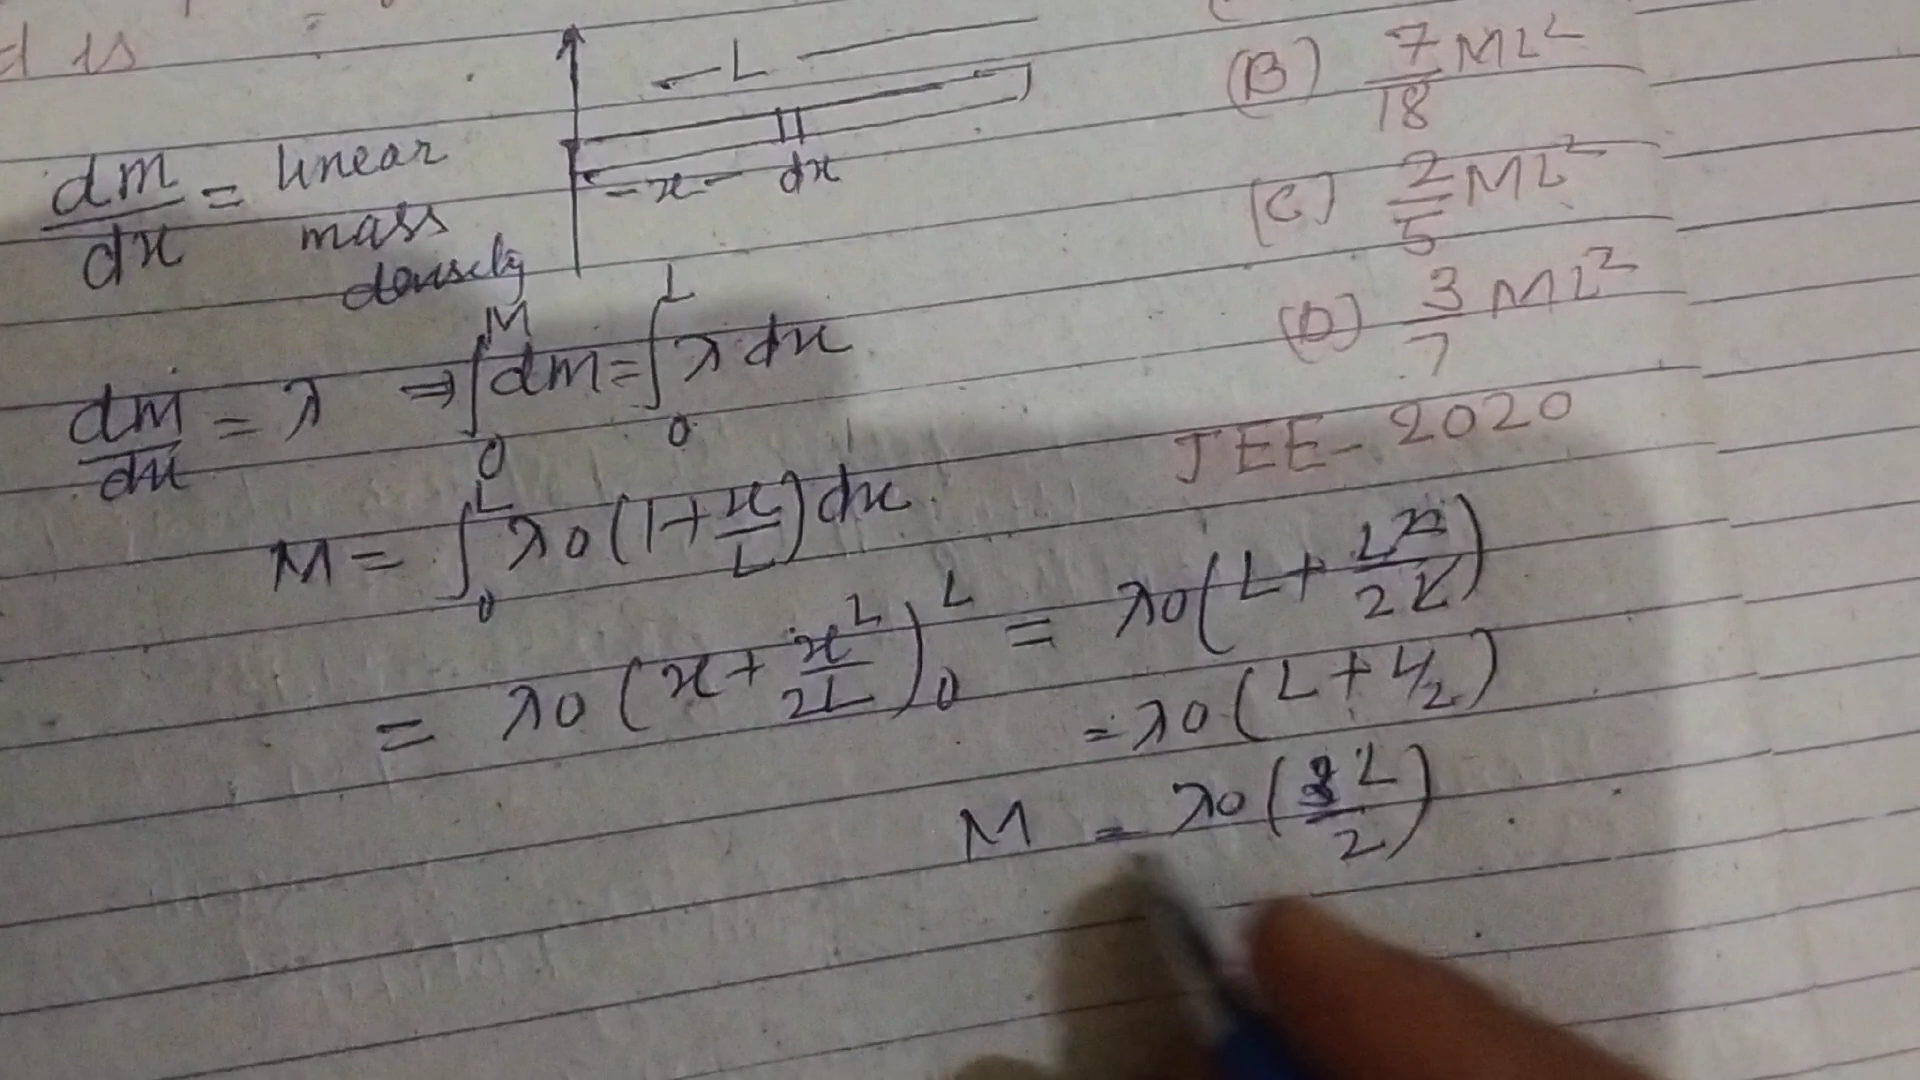 d is
L
x dx
(B) 7/18 ML²
(C) 2/5 ML²
(D) 3/7 ML²
JEE-2020
dm/dx = linear
mass
density
dm/dx = λ ⇒ ∫₀ᴹ dm = ∫₀ᴸ λ dx
M = ∫₀ᴸ λ0 (1 + x/L) dx
= λ0 (x + x²/2L)₀ᴸ = λ0 (L + L²/2L)
= λ0 (L + L/2)
M = λ0 (3L/2)